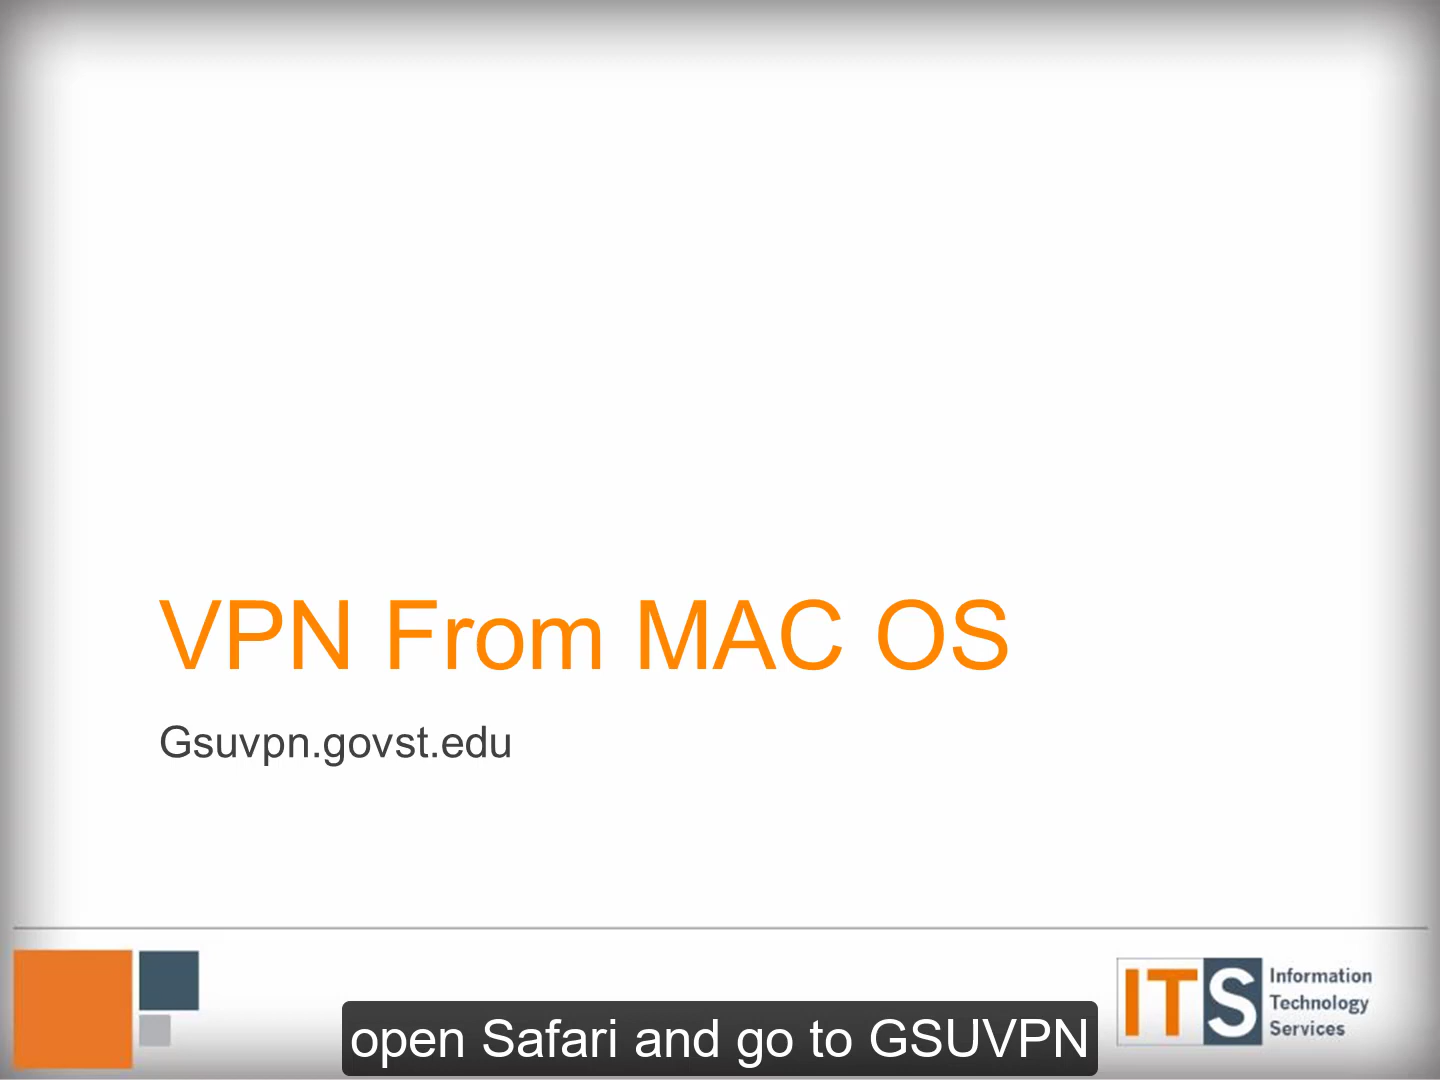 VPN From MAC OS
Gsuvpn.govst.edu
ITS
Information
Technology
Services
open Safari and go to GSUVPN